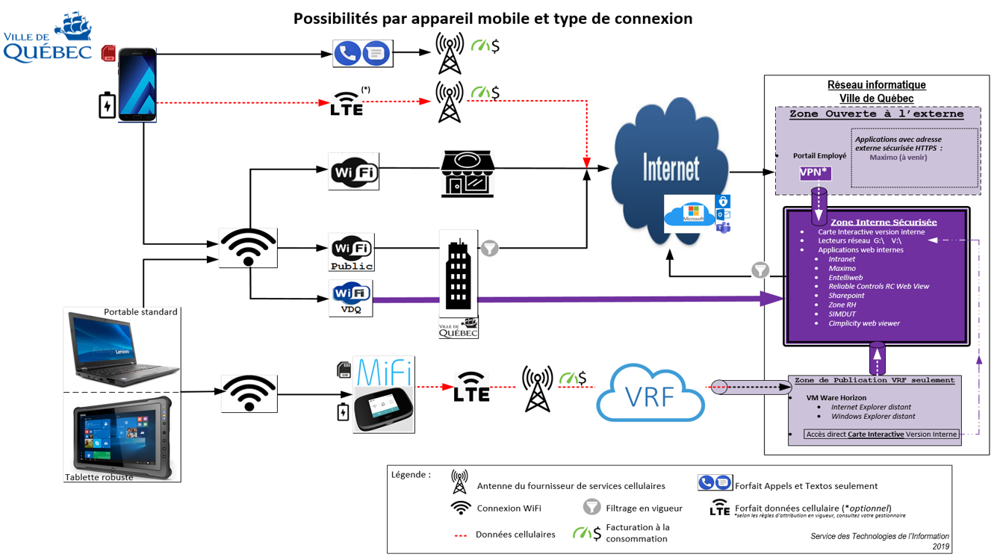 Possibilités par appareil mobile et type de connexion
VILLE DE
QUÉBEC
$
(*)
LTE
$
Réseau informatique
Ville de Québec
Zone Ouverte à l'externe
Applications avec adresse
externe sécurisée HTTPS :
Maximo (à venir)
Portail Employé
VPN*
WiFi
Internet
Microsoft
Zone Interne Sécurisée
Carte Interactive version interne
Lecteurs réseau G:\ V:\
Applications web internes
Intranet
Maximo
Entelliweb
Reliable Controls RC Web View
Sharepoint
Zone RH
SIMDUT
Cimplicity web viewer
WiFi
Public
WiFi
VDQ
VILLE DE
QUÉBEC
Portable standard
Lenovo
Tablette robuste
MiFi
LTE
$
VRF
Zone de Publication VRF seulement
VM Ware Horizon
Internet Explorer distant
Windows Explorer distant
Accès direct Carte Interactive Version Interne
Légende :
Antenne du fournisseur de services cellulaires
Forfait Appels et Textos seulement
Connexion WiFi
Filtrage en vigueur
LTE
Forfait données cellulaire (*optionnel)
*selon les règles d'attribution en vigueur, consultez votre gestionnaire
Données cellulaires
$
Facturation à la
consommation
Service des Technologies de l'Information
2019